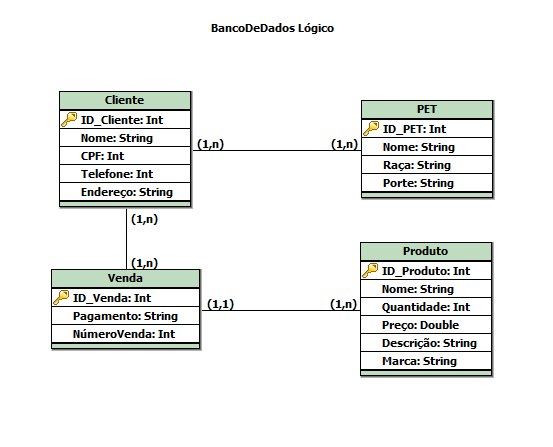 BancoDeDados Lógico
Cliente
ID_Cliente: Int
Nome: String
CPF: Int
Telefone: Int
Endereço: String
(1,n)
(1,n)
PET
ID_PET: Int
Nome: String
Raça: String
Porte: String
(1,n)
(1,n)
Venda
ID_Venda: Int
Pagamento: String
NúmeroVenda: Int
(1,1)
(1,n)
Produto
ID_Produto: Int
Nome: String
Quantidade: Int
Preço: Double
Descrição: String
Marca: String